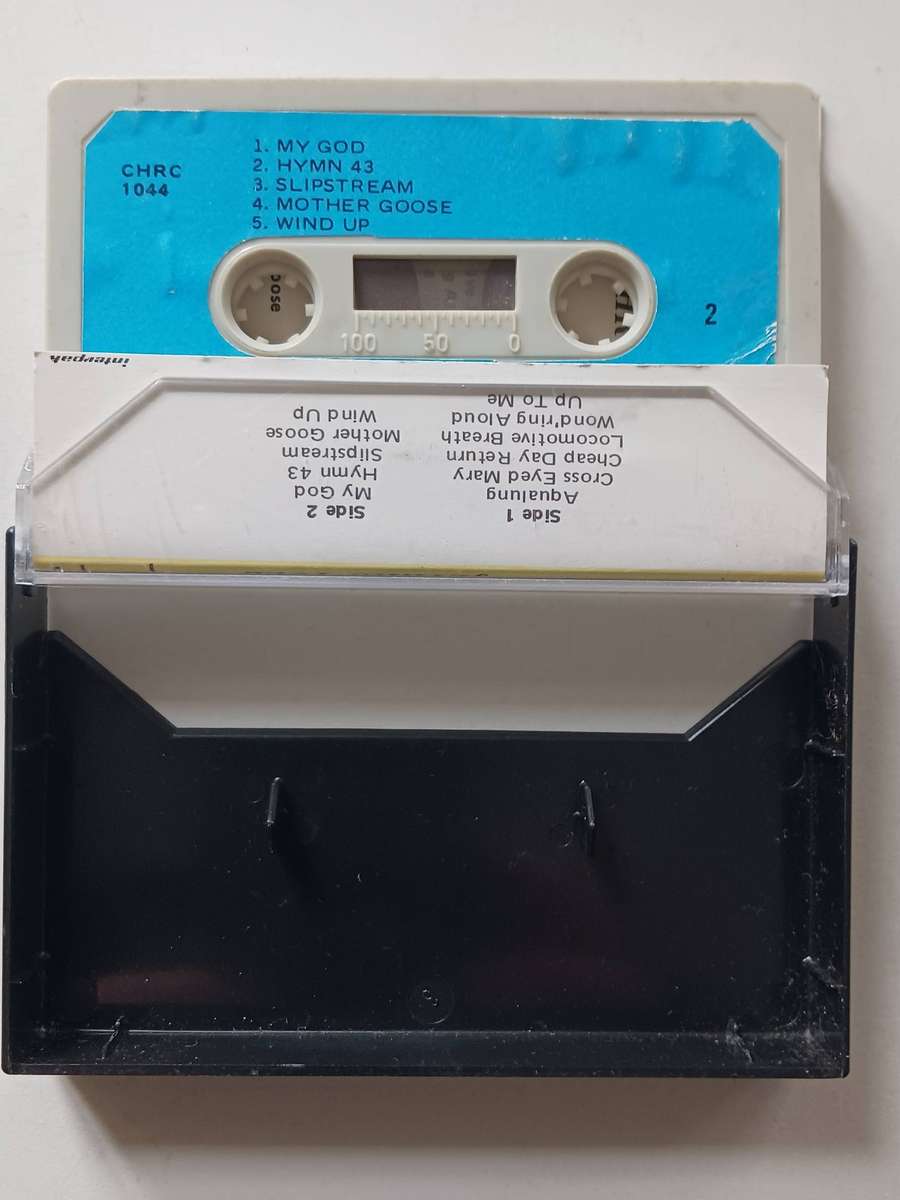 CHRC
1044
1. MY GOD
2. HYMN 43
3. SLIPSTREAM
4. MOTHER GOOSE
5. WIND UP
oose
100 50 0
2
interpak
Side 1
Aqualung
Cross Eyed Mary
Cheap Day Return
Locomotive Breath
Wond'ring Aloud
Up To Me
Side 2
My God
Hymn 43
Slipstream
Mother Goose
Wind Up